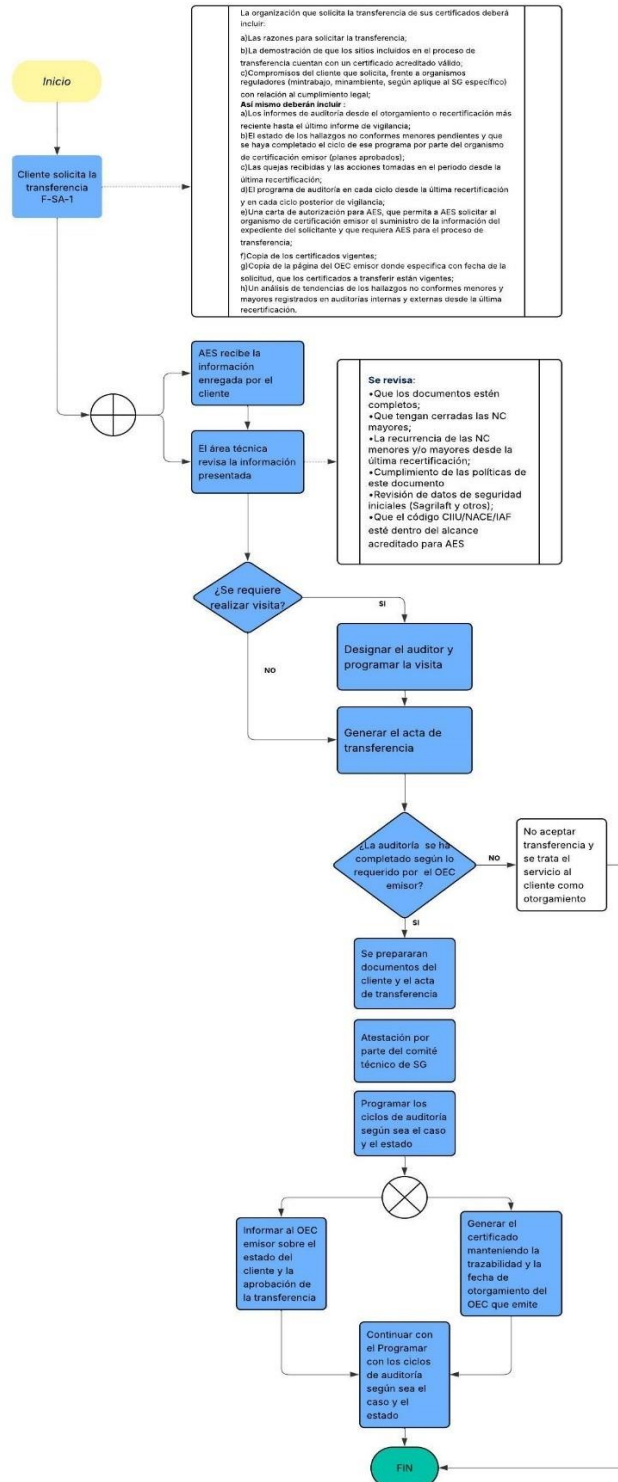 La organización que solicita la transferencia de sus certificados deberá
incluir:
a)Las razones para solicitar la transferencia;
b)La demostración de que los sitios incluidos en el proceso de
transferencia cuentan con un certificado acreditado válido;
c)Compromisos del cliente que solicita, frente a organismos
reguladores (mintrabajo, minambiente, según aplique al SG específico)
con relación al cumplimiento legal;
Así mismo deberán incluir :
a)Los informes de auditoría desde el otorgamiento o recertificación más
reciente hasta el último informe de vigilancia;
b)El estado de los hallazgos no conformes menores pendientes y que
se haya completado el ciclo de ese programa por parte del organismo
de certificación emisor (planes aprobados);
c)Las quejas recibidas y las acciones tomadas en el periodo desde la
última recertificación;
d)El programa de auditoría en cada ciclo desde la última recertificación
y en cada ciclo posterior de vigilancia;
e)Una carta de autorización para AES, que permita a AES solicitar al
organismo de certificación emisor el suministro de la información del
expediente del solicitante y que requiera AES para el proceso de
transferencia;
f)Copia de los certificados vigentes;
g)Copia de la página del OEC emisor donde especifica con fecha de la
solicitud, que los certificados a transferir están vigentes;
h)Un análisis de tendencias de los hallazgos no conformes menores y
mayores registrados en auditorías internas y externas desde la última
recertificación.
Inicio
Cliente solicita la
transferencia
F-SA-1
AES recibe la
información
enregada por el
cliente
El área técnica
revisa la información
presentada
Se revisa:
•Que los documentos estén
completos;
•Que tengan cerradas las NC
mayores;
•La recurrencia de las NC
menores y/o mayores desde la
última recertificación;
•Cumplimiento de las políticas de
este documento
•Revisión de datos de seguridad
iniciales (Sagrilaft y otros);
•Que el código CIIU/NACE/IAF
esté dentro del alcance
acreditado para AES
¿Se requiere
realizar visita?
SI
NO
Designar el auditor y
programar la visita
Generar el acta de
transferencia
¿La auditoría se ha
completado según lo
requerido por el OEC
emisor?
NO
SI
No aceptar
transferencia y
se trata el
servicio al
cliente como
otorgamiento
Se prepararan
documentos del
cliente y el acta
de transferencia
Atestación por
parte del comité
técnico de SG
Programar los
ciclos de auditoría
según sea el caso
y el estado
Informar al OEC
emisor sobre el
estado del
cliente y la
aprobación de
la transferencia
Generar el
certificado
manteniendo la
trazabilidad y la
fecha de
otorgamiento del
OEC que emite
Continuar con
el Programar
con los ciclos
de auditoría
según sea el
caso y el
estado
FIN